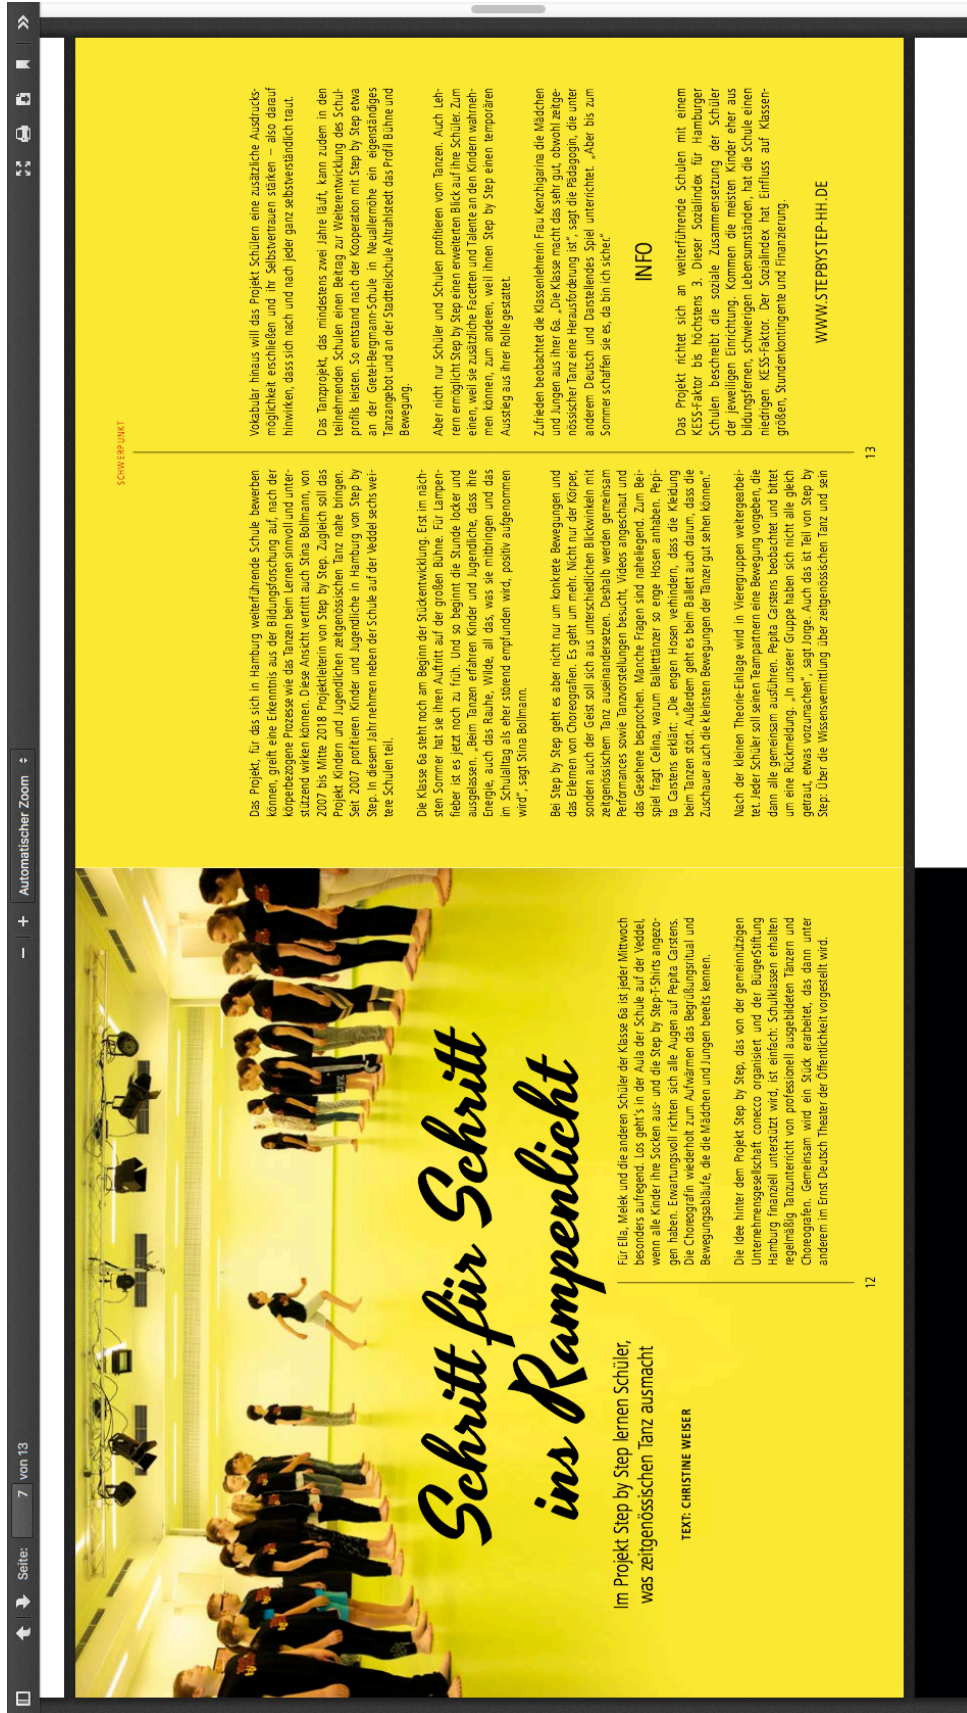 Seite:
7
von 13
−
+
Automatischer Zoom
Schritt für Schritt
ins Rampenlicht
Im Projekt Step by Step lernen Schüler,
was zeitgenössischen Tanz ausmacht
TEXT: CHRISTINE WEISER
Für Ella, Melek und die anderen Schüler der Klasse 6a ist jeder Mittwoch
besonders aufregend. Los geht's in der Aula der Schule auf der Veddel,
wenn alle Kinder ihre Socken aus- und die Step by Step-T-Shirts angezo-
gen haben. Erwartungsvoll richten sich alle Augen auf Pepita Carstens.
Die Choreografin wiederholt zum Aufwärmen das Begrüßungsritual und
Bewegungsabläufe, die die Mädchen und Jungen bereits kennen.
Die Idee hinter dem Projekt Step by Step, das von der gemeinnützigen
Unternehmensgesellschaft conecco organisiert und der BürgerStiftung
Hamburg finanziell unterstützt wird, ist einfach: Schulklassen erhalten
regelmäßig Tanzunterricht von professionell ausgebildeten Tänzern und
Choreografen. Gemeinsam wird ein Stück erarbeitet, das dann unter
anderem im Ernst Deutsch Theater der Öffentlichkeit vorgestellt wird.
12
SCHWERPUNKT
Das Projekt, für das sich in Hamburg weiterführende Schule bewerben
können, greift eine Erkenntnis aus der Bildungsforschung auf, nach der
körperbezogene Prozesse wie das Tanzen beim Lernen sinnvoll und unter-
stützend wirken können. Diese Ansicht vertritt auch Stina Bollmann, von
2007 bis Mitte 2018 Projektleiterin von Step by Step. Zugleich soll das
Projekt Kindern und Jugendlichen zeitgenössischen Tanz nahe bringen.
Seit 2007 profitieren Kinder und Jugendliche in Hamburg von Step by
Step. In diesem Jahr nehmen neben der Schule auf der Veddel sechs wei-
tere Schulen teil.
Die Klasse 6a steht noch am Beginn der Stückentwicklung. Erst im näch-
sten Sommer hat sie ihren Auftritt auf der großen Bühne. Für Lampen-
fieber ist es jetzt noch zu früh. Und so beginnt die Stunde locker und
ausgelassen. „Beim Tanzen erfahren Kinder und Jugendliche, dass ihre
Energie, auch das Rauhe, Wilde, all das, was sie mitbringen und das
im Schulalltag als eher störend empfunden wird, positiv aufgenommen
wird“, sagt Stina Bollmann.
Bei Step by Step geht es aber nicht nur um konkrete Bewegungen und
das Erlernen von Choreografien. Es geht um mehr. Nicht nur der Körper,
sondern auch der Geist soll sich aus unterschiedlichen Blickwinkeln mit
zeitgenössischem Tanz auseinandersetzen. Deshalb werden gemeinsam
Performances sowie Tanzvorstellungen besucht, Videos angeschaut und
das Gesehene besprochen. Manche Fragen sind naheliegend. Zum Bei-
spiel fragt Celina, warum Balletttänzer so enge Hosen anhaben. Pepi-
ta Carstens erklärt: „Die engen Hosen verhindern, dass die Kleidung
beim Tanzen stört. Außerdem geht es beim Ballett auch darum, dass die
Zuschauer auch die kleinsten Bewegungen der Tänzer gut sehen können.“
Nach der kleinen Theorie-Einlage wird in Vierergruppen weitergearbei-
tet. Jeder Schüler soll seinen Teampartnern eine Bewegung vorgeben, die
dann alle gemeinsam ausführen. Pepita Carstens beobachtet und bittet
um eine Rückmeldung. „In unserer Gruppe haben sich nicht alle gleich
getraut, etwas vorzumachen“, sagt Jorge. Auch das ist Teil von Step by
Step: Über die Wissensvermittlung über zeitgenössischen Tanz und sein
Vokabular hinaus will das Projekt Schülern eine zusätzliche Ausdrucks-
möglichkeit erschließen und ihr Selbstvertrauen stärken – also darauf
hinwirken, dass sich nach und nach jeder ganz selbstverständlich traut.
Das Tanzprojekt, das mindestens zwei Jahre läuft, kann zudem in den
teilnehmenden Schulen einen Beitrag zur Weiterentwicklung des Schul-
profils leisten. So entstand nach der Kooperation mit Step by Step etwa
an der Gretel-Bergmann-Schule in Neuallermöhe ein eigenständiges
Tanzangebot und an der Stadtteilschule Altrahlstedt das Profil Bühne und
Bewegung.
Aber nicht nur Schüler und Schulen profitieren vom Tanzen. Auch Leh-
rern ermöglicht Step by Step einen erweiterten Blick auf ihre Schüler. Zum
einen, weil sie zusätzliche Facetten und Talente an den Kindern wahrneh-
men können, zum anderen, weil ihnen Step by Step einen temporären
Ausstieg aus ihrer Rolle gestattet.
Zufrieden beobachtet die Klassenlehrerin Frau Kenzhigarina die Mädchen
und Jungen aus ihrer 6a. „Die Klasse macht das sehr gut, obwohl zeitge-
nössischer Tanz eine Herausforderung ist“, sagt die Pädagogin, die unter
anderem Deutsch und Darstellendes Spiel unterrichtet. „Aber bis zum
Sommer schaffen sie es, da bin ich sicher.“
INFO
Das Projekt richtet sich an weiterführende Schulen mit einem
KESS-Faktor bis höchstens 3. Dieser Sozialindex für Hamburger
Schulen beschreibt die soziale Zusammensetzung der Schüler
der jeweiligen Einrichtung. Kommen die meisten Kinder eher aus
bildungsfernen, schwierigen Lebensumständen, hat die Schule einen
niedrigen KESS-Faktor. Der Sozialindex hat Einfluss auf Klassen-
größen, Stundenkontingente und Finanzierung.
WWW.STEPBYSTEP-HH.DE
13